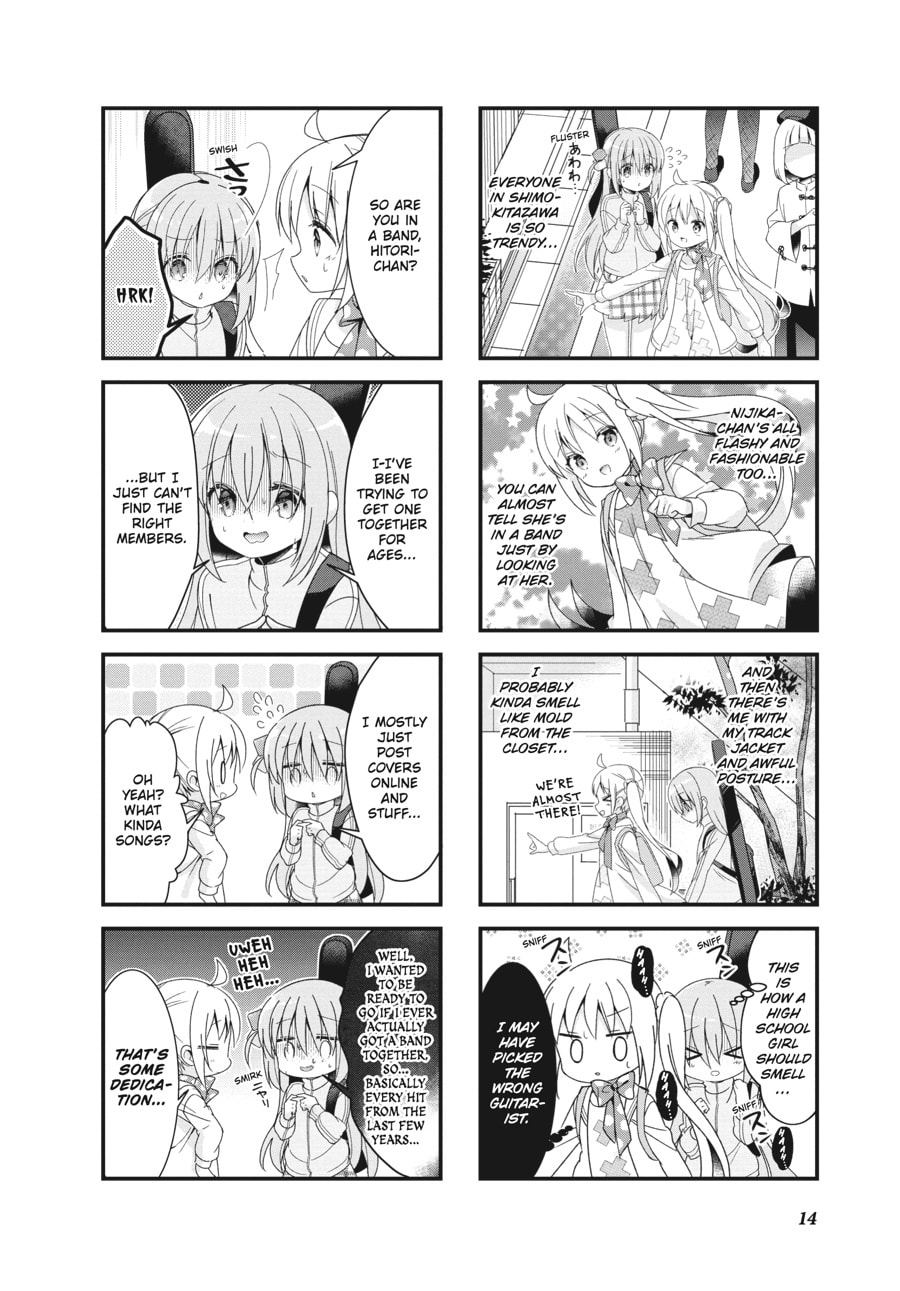 FLUSTER
あわわ…
EVERYONE
IN SHIMO-
KITAZAWA
IS SO
TRENDY...
NIJIKA-
CHAN'S ALL
FLASHY AND
FASHIONABLE
TOO...
YOU CAN
ALMOST
TELL SHE'S
IN A BAND
JUST BY
LOOKING
AT HER.
AND
THEN
THERE'S
ME WITH
MY TRACK
JACKET
AND AWFUL
POSTURE...
I
PROBABLY
KINDA SMELL
LIKE MOLD
FROM THE
CLOSET...
WE'RE
ALMOST
THERE!
THIS
IS
HOW A
HIGH
SCHOOL
GIRL
SHOULD
SMELL
...
SNIFF
スン
SNIFF
スン
SNIFF
スン
I MAY
HAVE
PICKED
THE
WRONG
GUITAR-
IST.
SO ARE
YOU IN
A BAND,
HITORI-
CHAN?
SWISH
さっ
HRK!
I-I'VE
BEEN
TRYING TO
GET ONE
TOGETHER
FOR
AGES...
...BUT I
JUST CAN'T
FIND THE
RIGHT
MEMBERS.
I MOSTLY
JUST
POST
COVERS
ONLINE
AND
STUFF...
OH
YEAH?
WHAT
KINDA
SONGS?
WELL,
I WANTED
TO BE
READY TO
GO IF I EVER
ACTUALLY
GOT A BAND
TOGETHER,
SO...
BASICALLY
EVERY HIT
FROM THE
LAST FEW
YEARS...
UWEH
HEH
HEH...
SMIRK
ニヤリ
THAT'S
SOME
DEDICA-
TION...
14